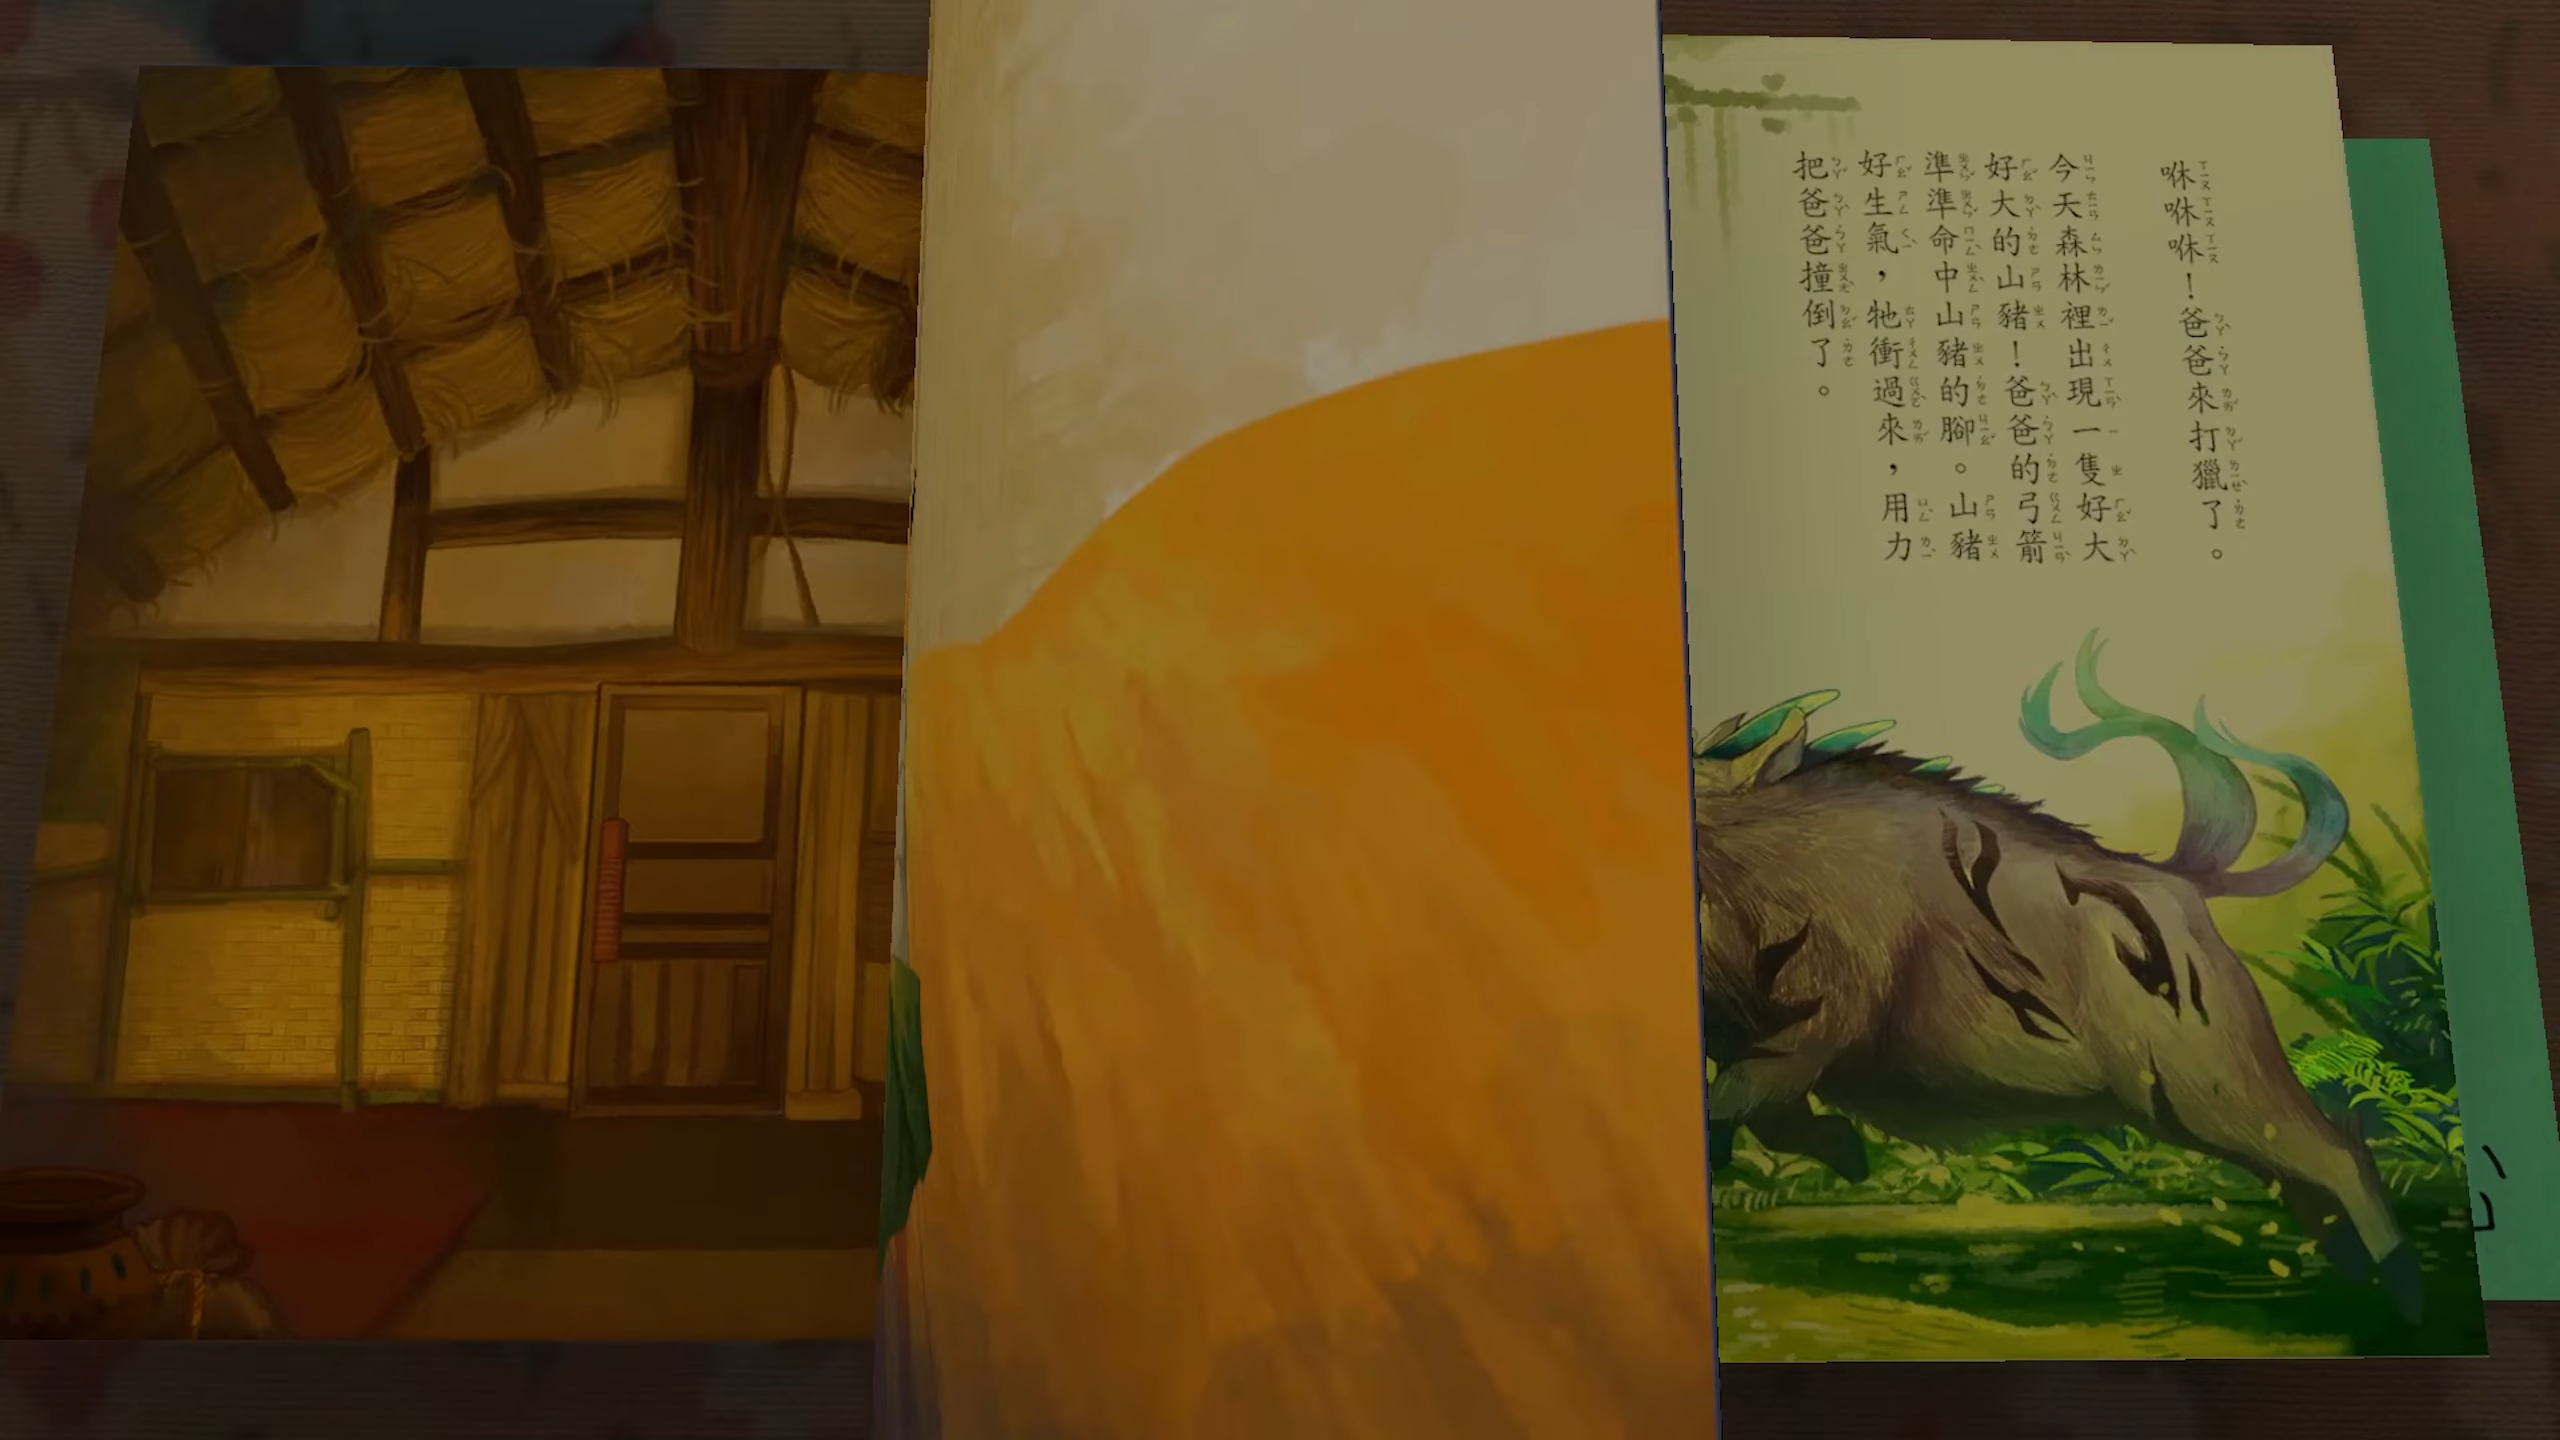 咻咻咻!爸爸來打獵了。
今天森林裡出現一隻好大
好大的山豬!爸爸的弓箭
準準命中山豬的腳。山豬
好生氣,牠衝過來,用力
把爸爸撞倒了。